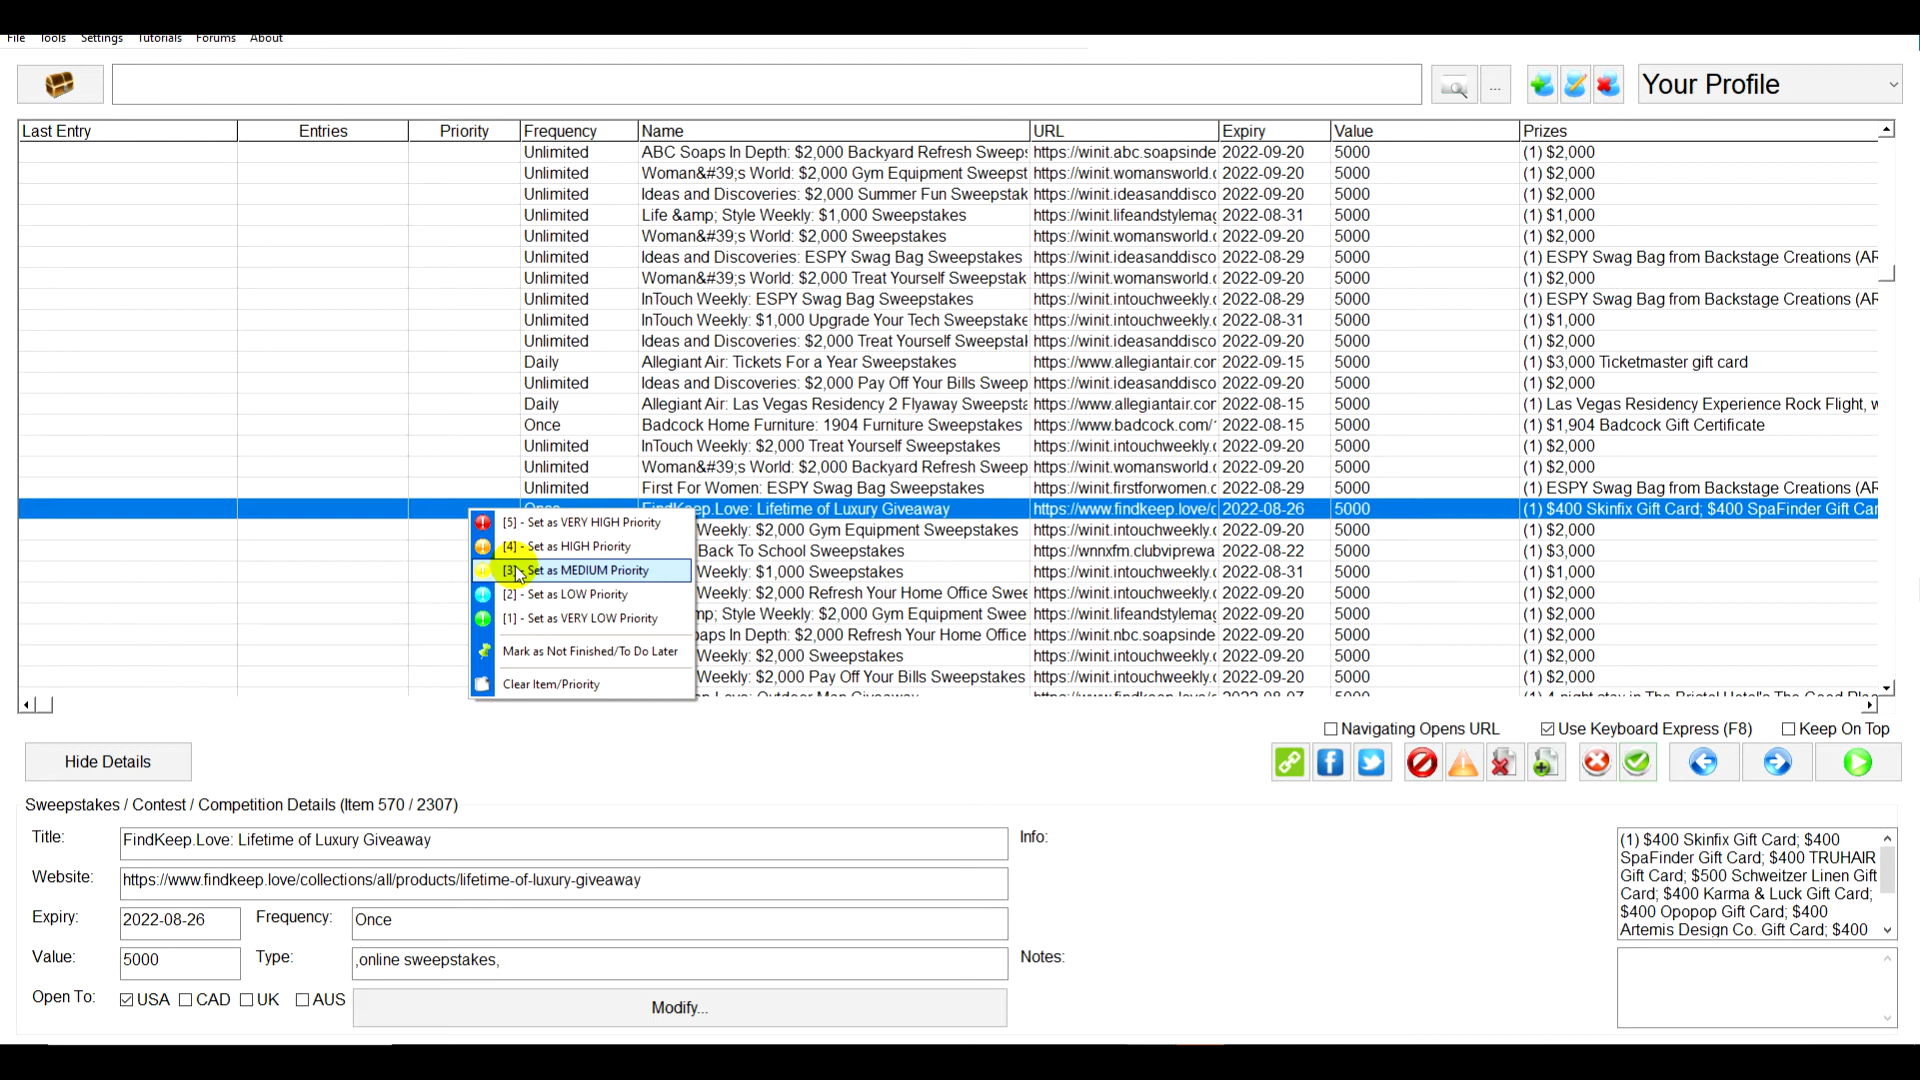 File Tools Settings Tutorials Forums About
... Your Profile
Last Entry Entries Priority Frequency Name URL Expiry Value Prizes
Unlimited ABC Soaps In Depth: $2,000 Backyard Refresh Sweeps https://winit.abc.soapsinde 2022-09-20 5000 (1) $2,000
Unlimited Woman&#39;s World: $2,000 Gym Equipment Sweepst https://winit.womansworld.c 2022-09-20 5000 (1) $2,000
Unlimited Ideas and Discoveries: $2,000 Summer Fun Sweepstak https://winit.ideasanddisco 2022-09-20 5000 (1) $2,000
Unlimited Life &amp; Style Weekly: $1,000 Sweepstakes https://winit.lifeandstylemag 2022-08-31 5000 (1) $1,000
Unlimited Woman&#39;s World: $2,000 Sweepstakes https://winit.womansworld.c 2022-09-20 5000 (1) $2,000
Unlimited Ideas and Discoveries: ESPY Swag Bag Sweepstakes https://winit.ideasanddisco 2022-08-29 5000 (1) ESPY Swag Bag from Backstage Creations (AR
Unlimited Woman&#39;s World: $2,000 Treat Yourself Sweepstak https://winit.womansworld.c 2022-09-20 5000 (1) $2,000
Unlimited InTouch Weekly: ESPY Swag Bag Sweepstakes https://winit.intouchweekly.c 2022-08-29 5000 (1) ESPY Swag Bag from Backstage Creations (AR
Unlimited InTouch Weekly: $1,000 Upgrade Your Tech Sweepstake https://winit.intouchweekly.c 2022-08-31 5000 (1) $1,000
Unlimited Ideas and Discoveries: $2,000 Treat Yourself Sweepstal https://winit.ideasanddisco 2022-09-20 5000 (1) $2,000
Daily Allegiant Air: Tickets For a Year Sweepstakes https://www.allegiantair.cor 2022-09-15 5000 (1) $3,000 Ticketmaster gift card
Unlimited Ideas and Discoveries: $2,000 Pay Off Your Bills Sweep https://winit.ideasanddisco 2022-09-20 5000 (1) $2,000
Daily Allegiant Air: Las Vegas Residency 2 Flyaway Sweepsta https://www.allegiantair.cor 2022-08-15 5000 (1) Las Vegas Residency Experience Rock Flight, w
Once Badcock Home Furniture: 1904 Furniture Sweepstakes https://www.badcock.com/ 2022-08-15 5000 (1) $1,904 Badcock Gift Certificate
Unlimited InTouch Weekly: $2,000 Treat Yourself Sweepstakes https://winit.intouchweekly.c 2022-09-20 5000 (1) $2,000
Unlimited Woman&#39;s World: $2,000 Backyard Refresh Sweep https://winit.womansworld.c 2022-09-20 5000 (1) $2,000
Unlimited First For Women: ESPY Swag Bag Sweepstakes https://winit.firstforwomen.c 2022-08-29 5000 (1) ESPY Swag Bag from Backstage Creations (AR
Once FindKeep.Love: Lifetime of Luxury Giveaway https://www.findkeep.love/c 2022-08-26 5000 (1) $400 Skinfix Gift Card; $400 SpaFinder Gift Car
Weekly: $2,000 Gym Equipment Sweepstakes https://winit.intouchweekly.c 2022-09-20 5000 (1) $2,000
Back To School Sweepstakes https://wnnxfm.clubviprewa 2022-08-22 5000 (1) $3,000
Weekly: $1,000 Sweepstakes https://winit.intouchweekly.c 2022-08-31 5000 (1) $1,000
Weekly: $2,000 Refresh Your Home Office Swee https://winit.intouchweekly.c 2022-09-20 5000 (1) $2,000
mp; Style Weekly: $2,000 Gym Equipment Swee https://winit.lifeandstylemag 2022-09-20 5000 (1) $2,000
oaps In Depth: $2,000 Refresh Your Home Office https://winit.nbc.soapsinde 2022-09-20 5000 (1) $2,000
Weekly: $2,000 Sweepstakes https://winit.intouchweekly.c 2022-09-20 5000 (1) $2,000
Weekly: $2,000 Pay Off Your Bills Sweepstakes https://winit.intouchweekly.c 2022-09-20 5000 (1) $2,000
[5] - Set as VERY HIGH Priority
[4] - Set as HIGH Priority
[3] - Set as MEDIUM Priority
[2] - Set as LOW Priority
[1] - Set as VERY LOW Priority
Mark as Not Finished/To Do Later
Clear Item/Priority
Navigating Opens URL Use Keyboard Express (F8) Keep On Top
Hide Details
Sweepstakes / Contest / Competition Details (Item 570 / 2307)
Title: FindKeep.Love: Lifetime of Luxury Giveaway
Website: https://www.findkeep.love/collections/all/products/lifetime-of-luxury-giveaway
Expiry: 2022-08-26 Frequency: Once
Value: 5000 Type: ,online sweepstakes,
Open To: USA CAD UK AUS Modify...
Info:
(1) $400 Skinfix Gift Card; $400
SpaFinder Gift Card; $400 TRUHAIR
Gift Card; $500 Schweitzer Linen Gift
Card; $400 Karma & Luck Gift Card;
$400 Opopop Gift Card; $400
Artemis Design Co. Gift Card; $400
Notes: